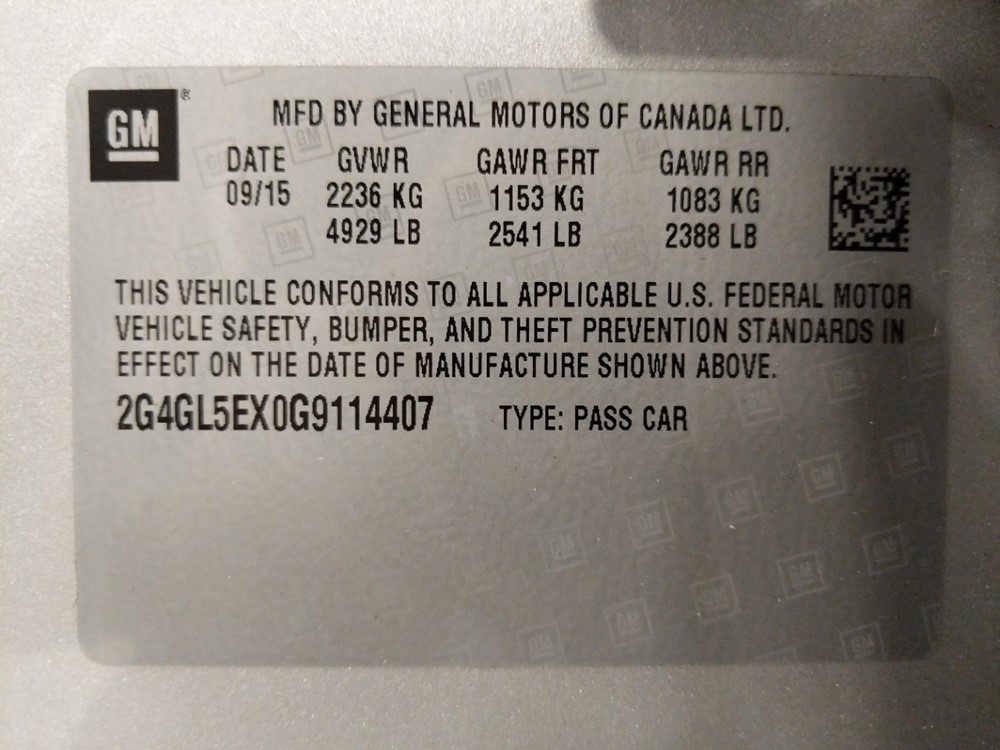 GM®
MFD BY GENERAL MOTORS OF CANADA LTD.
DATE GVWR GAWR FRT GAWR RR
09/15 2236 KG 1153 KG 1083 KG
4929 LB 2541 LB 2388 LB
THIS VEHICLE CONFORMS TO ALL APPLICABLE U.S. FEDERAL MOTOR
VEHICLE SAFETY, BUMPER, AND THEFT PREVENTION STANDARDS IN
EFFECT ON THE DATE OF MANUFACTURE SHOWN ABOVE.
2G4GL5EX0G9114407 TYPE: PASS CAR